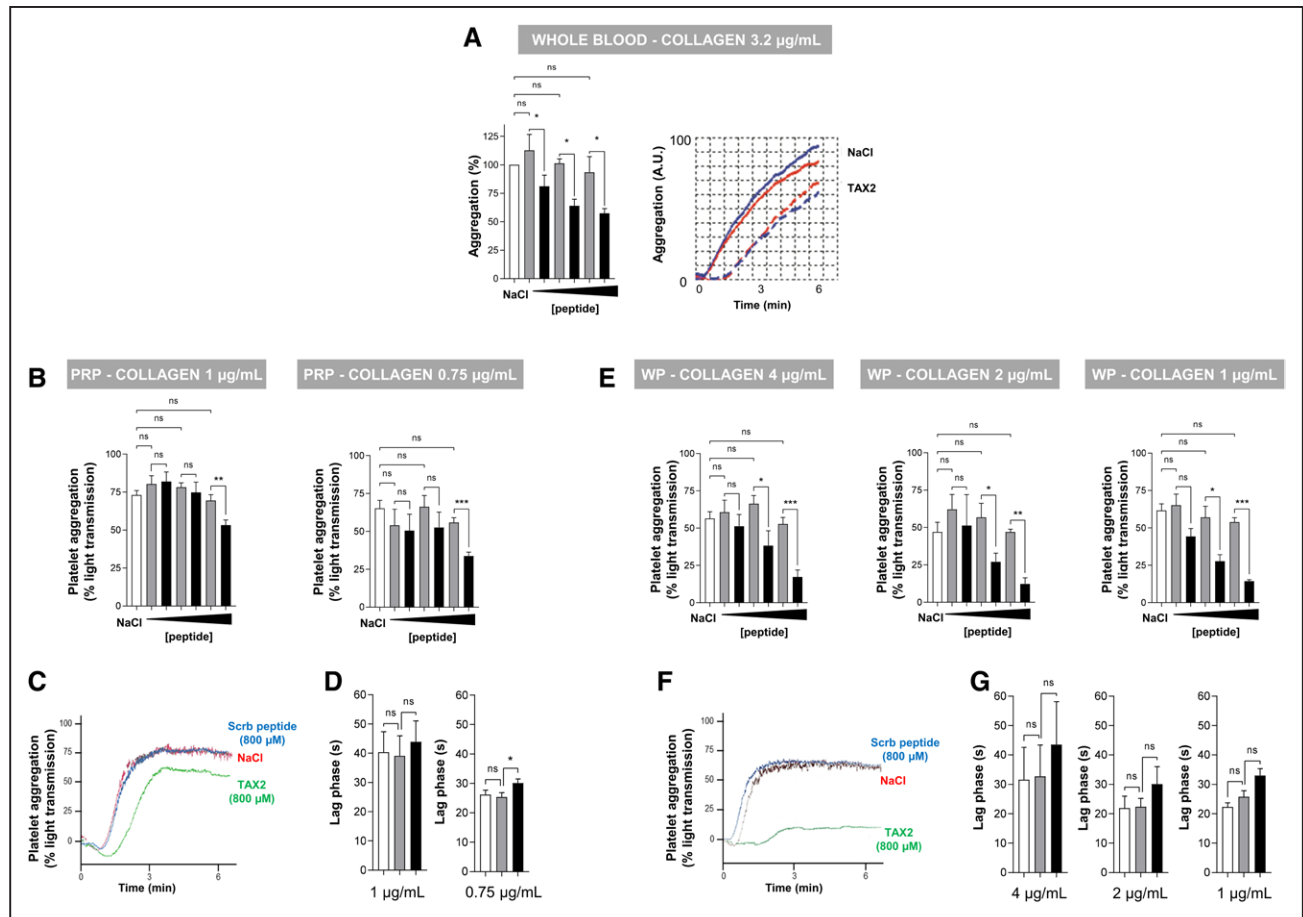 A
WHOLE BLOOD - COLLAGEN 3.2 µg/mL
ns
ns
ns
*
*
*
Aggregation (%)
125
100
75
50
25
0
NaCl
[peptide]
Aggregation (A.U.)
100
0
NaCl
TAX2
0 3 6
Time (min)
B
PRP - COLLAGEN 1 µg/mL
ns
ns
ns
ns
ns
**
Platelet aggregation
(% light transmission)
100
75
50
25
0
NaCl
[peptide]
PRP - COLLAGEN 0.75 µg/mL
ns
ns
ns
ns
ns
***
Platelet aggregation
(% light transmission)
100
75
50
25
0
NaCl
[peptide]
E
WP - COLLAGEN 4 µg/mL
ns
ns
ns
ns
*
***
Platelet aggregation
(% light transmission)
100
75
50
25
0
NaCl
[peptide]
WP - COLLAGEN 2 µg/mL
ns
ns
ns
ns
*
**
Platelet aggregation
(% light transmission)
100
75
50
25
0
NaCl
[peptide]
WP - COLLAGEN 1 µg/mL
ns
ns
ns
ns
*
***
Platelet aggregation
(% light transmission)
100
75
50
25
0
NaCl
[peptide]
C
Platelet aggregation
(% light transmission)
100
75
50
25
0
Scrb peptide
(800 µM)
NaCl
TAX2
(800 µM)
0 3 6
Time (min)
D
Lag phase (s)
60
50
40
30
20
10
0
ns
ns
1 µg/mL
Lag phase (s)
60
50
40
30
20
10
0
ns
*
0.75 µg/mL
F
Platelet aggregation
(% light transmission)
100
75
50
25
0
Scrb peptide
(800 µM)
NaCl
TAX2
(800 µM)
0 3 6
Time (min)
G
Lag phase (s)
60
50
40
30
20
10
0
ns
ns
4 µg/mL
Lag phase (s)
60
50
40
30
20
10
0
ns
ns
2 µg/mL
Lag phase (s)
60
50
40
30
20
10
0
ns
ns
1 µg/mL